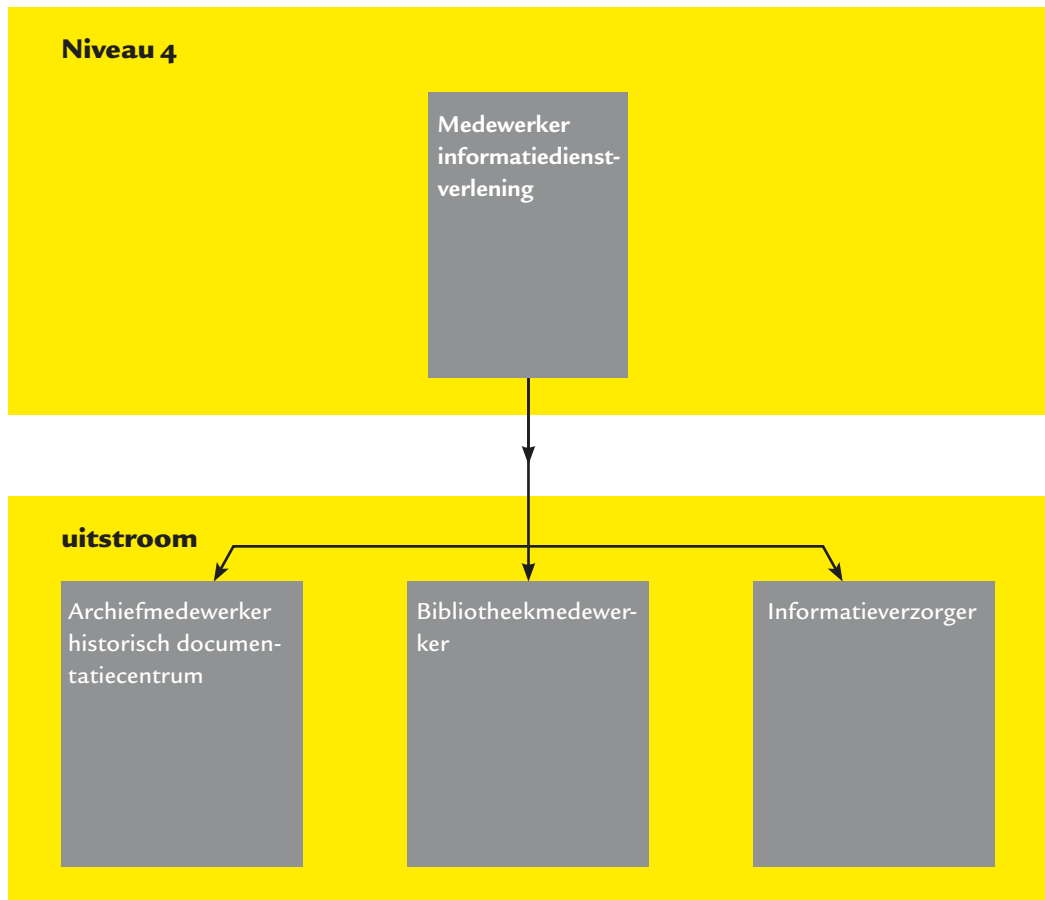 Niveau 4
Medewerker
informatiedienst-
verlening
uitstroom
Archiefmedewerker
historisch documen-
tatiecentrum
Bibliotheekmedewer-
ker
Informatieverzorger